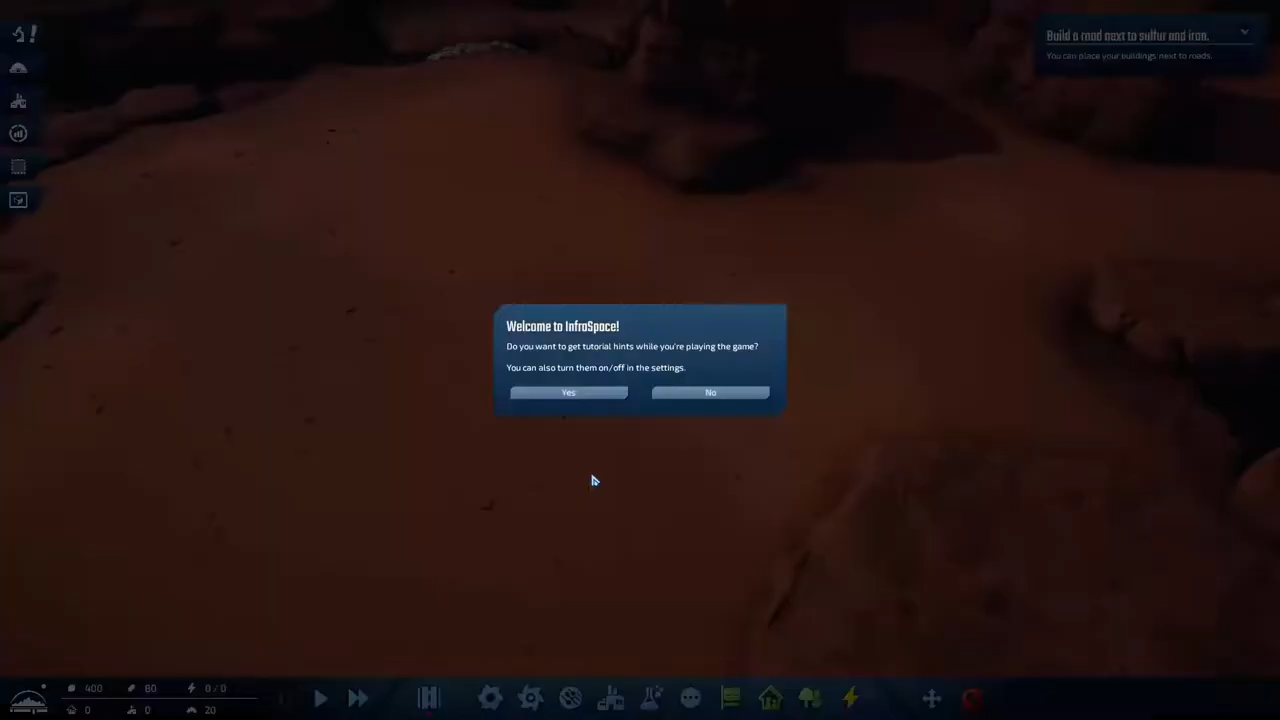 Build a road next to sulfur and iron.
You can place your buildings next to roads.
Welcome to InfraSpace!
Do you want to get tutorial hints while you're playing the game?
You can also turn them on/off in the settings.
Yes No
400 80 0 / 0
0 0 20